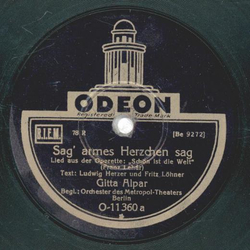 ODEON
Registered Trade-Mark
B.I.E.M.
78 II
[Be 9272]
Sag' armes Herzchen sag
Lied aus der Operette: „Schön ist die Welt"
(Franz Lehár)
Text: Ludwig Herzer und Fritz Löhner
Gitta Alpar
Begl.: Orchester des Metropol-Theaters
Berlin
O-11360 a